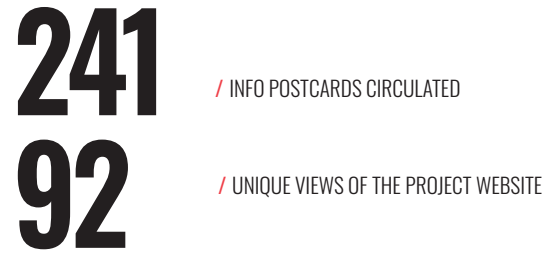 241 / INFO POSTCARDS CIRCULATED
92 / UNIQUE VIEWS OF THE PROJECT WEBSITE